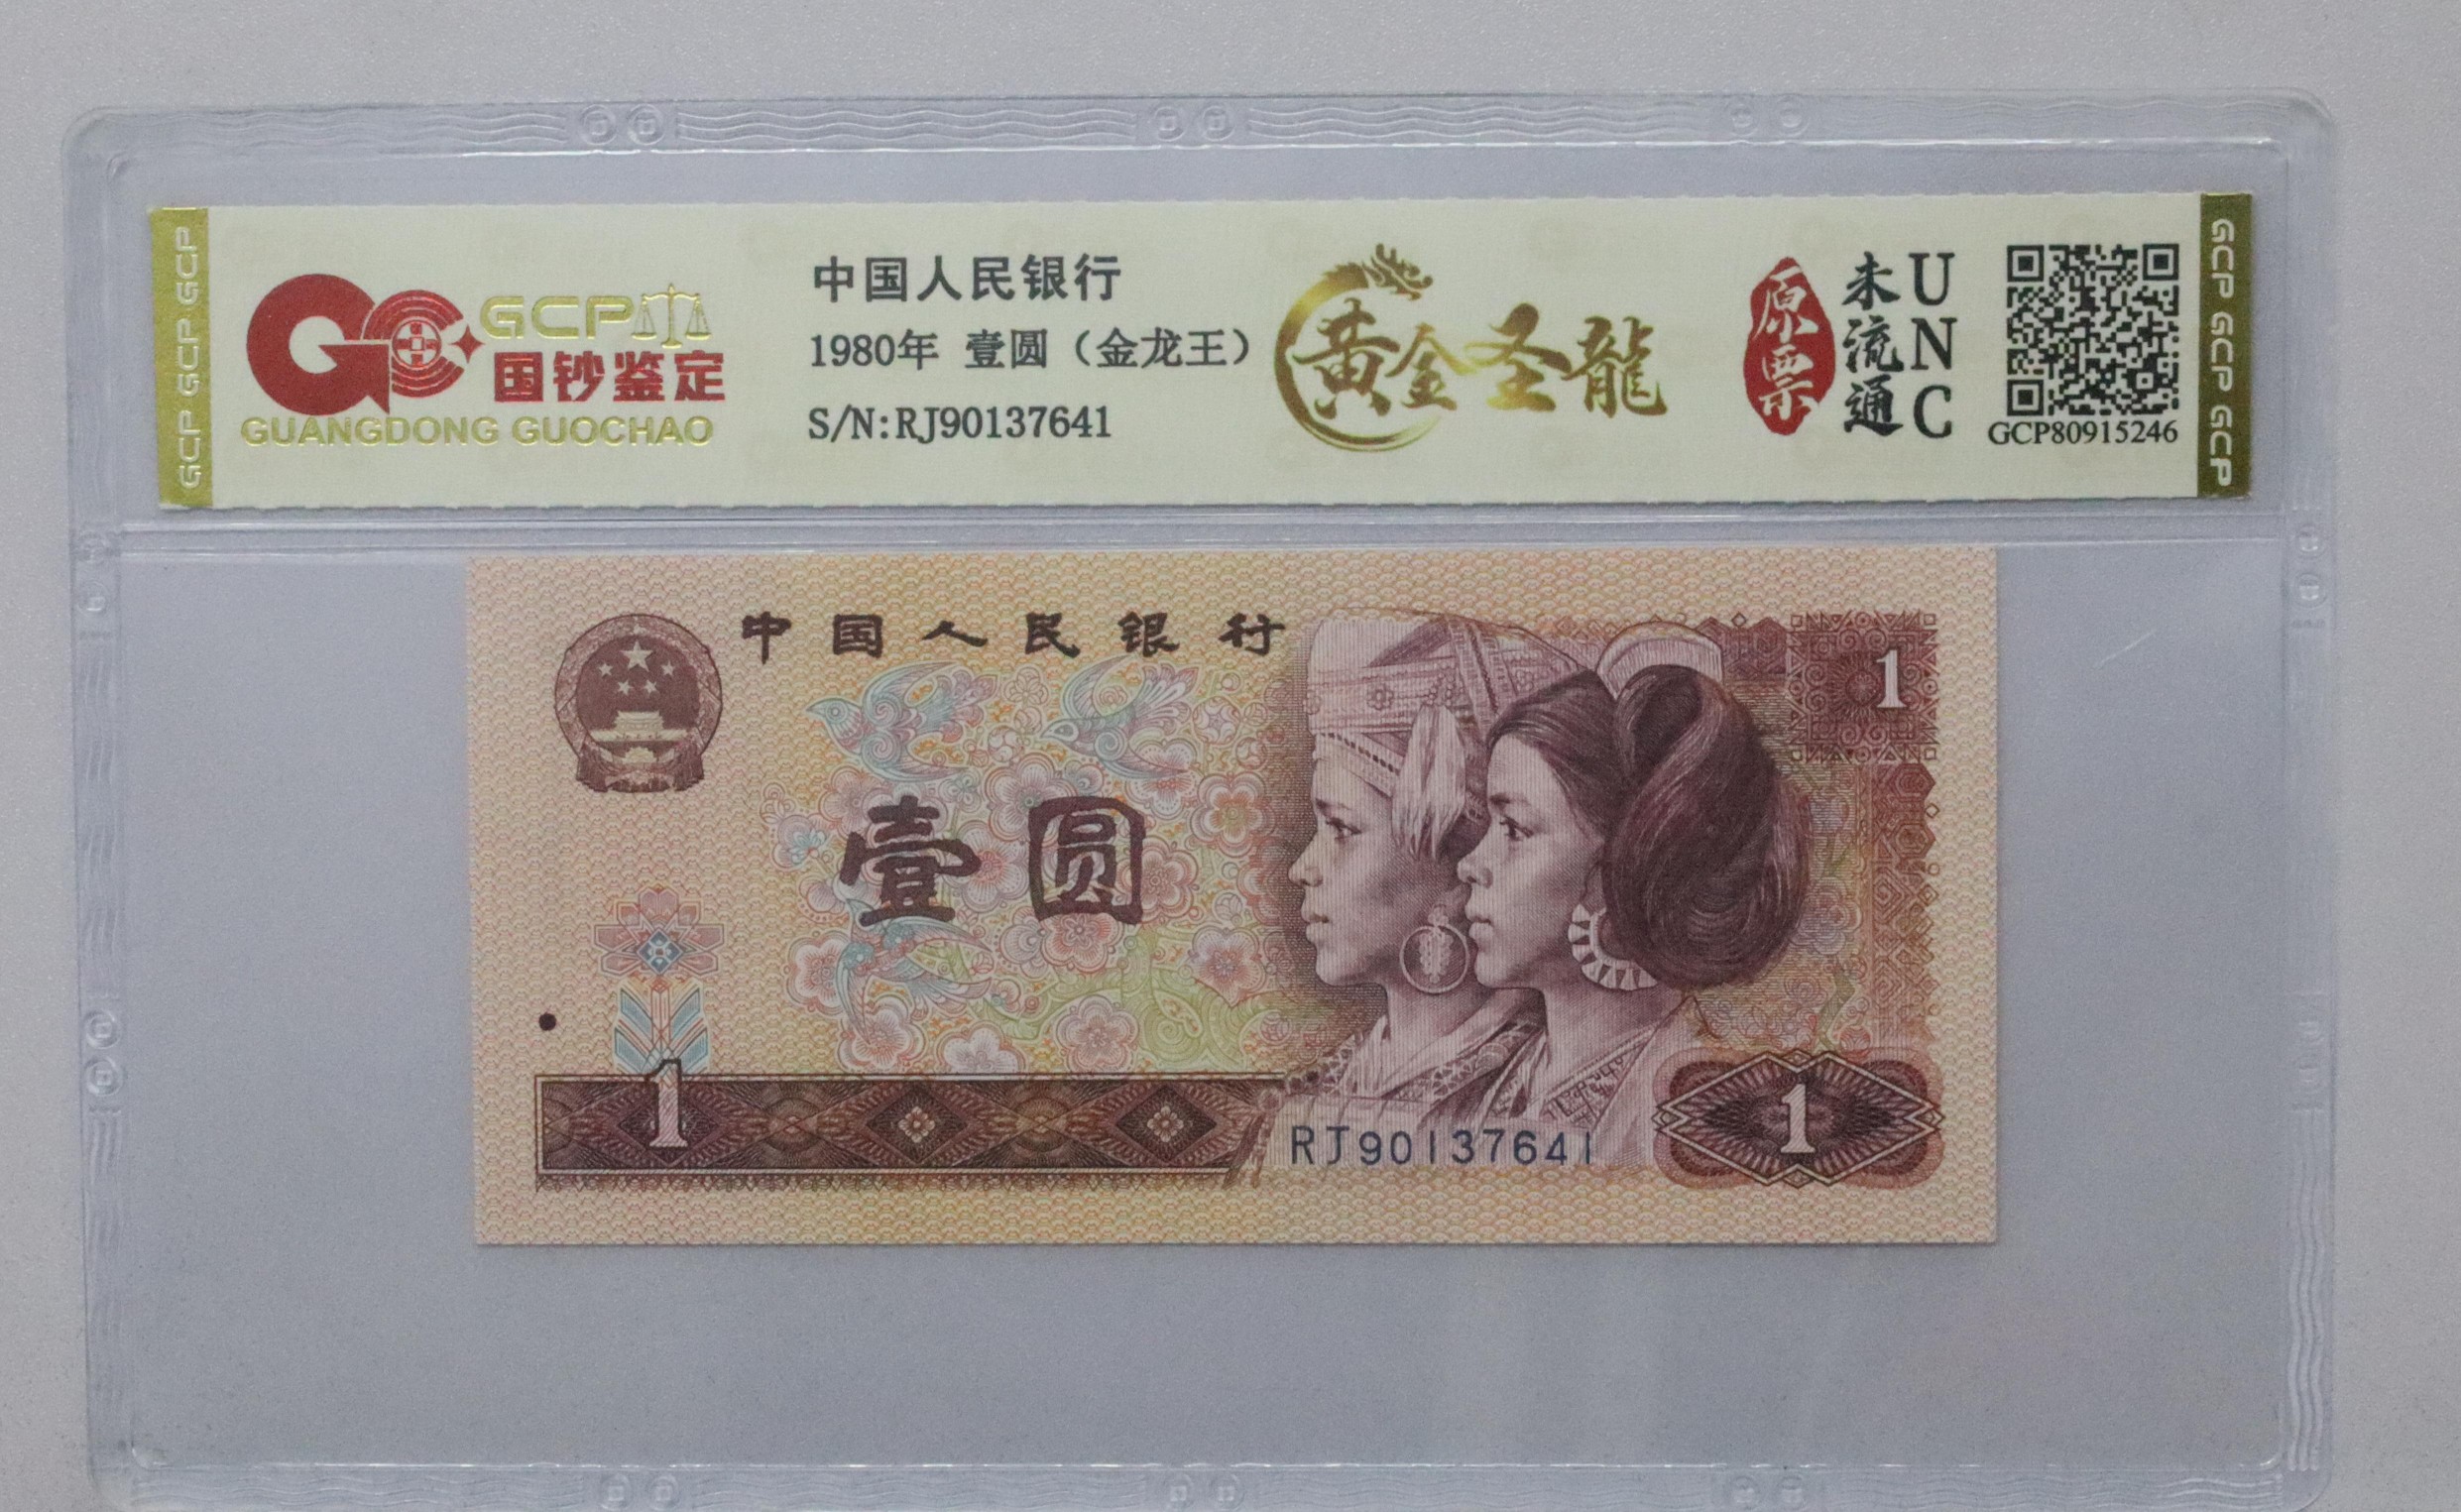 GCP GCP GCP
GCP
国钞鉴定
GUANGDONG GUOCHAO
中国人民银行
1980年 壹圆（金龙王）
S/N:RJ90137641
黄金圣龍
原票
未流通
UNC
GCP80915246
GCP GCP GCP
中国人民银行
1
壹圆
1
RJ90137641
1